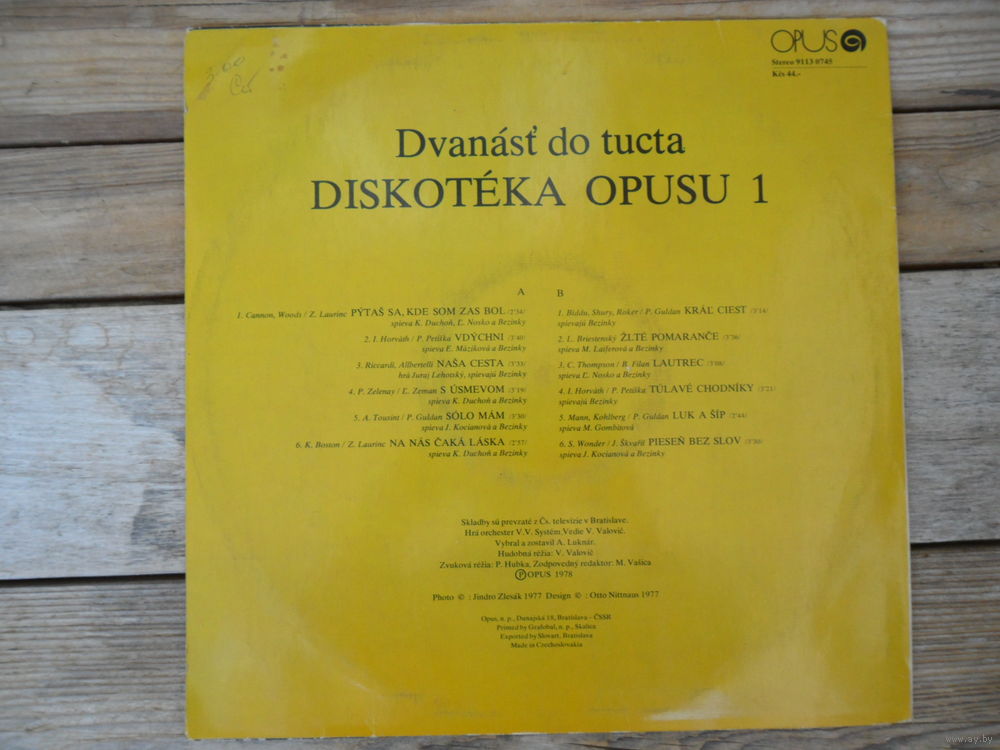 3.00
OPUS
Stereo 9113 0745
Kčs 44.-
Dvanásť do tucta
DISKOTÉKA OPUSU 1
A
1. Cannon, Woods / Z. Laurinc PÝTAŠ SA, KDE SOM ZAS BOL /2'34/
spieva K. Duchoň, Ľ. Nosko a Bezinky
2. I. Horváth / P. Petiška VDÝCHNI /3'40/
spieva E. Máziková a Bezinky
3. Riccardi, Allbertelli NAŠA CESTA /3'33/
hrá Juraj Lehotský, spievajú Bezinky
4. P. Zelenay / Ľ. Zeman S ÚSMEVOM /3'19/
spieva K. Duchoň a Bezinky
5. A. Tousint / P. Guldan SÓLO MÁM /3'30/
spieva J. Kocianová a Bezinky
6. K. Boston / Z. Laurinc NA NÁS ČAKÁ LÁSKA /2'57/
spieva K. Duchoň a Bezinky
B
1. Biddu, Shury, Roker / P. Guldan KRÁĽ CIEST /3'14/
spievajú Bezinky
2. L. Briestenský ŽLTÉ POMARANČE /3'36/
spieva M. Laiferová a Bezinky
3. C. Thompson / B. Filan LAUTREC /3'08/
spieva Ľ. Nosko a Bezinky
4. I. Horváth / P. Petiška TÚLAVÉ CHODNÍKY /3'21/
spievajú Bezinky
5. Mann, Kohlberg / P. Guldan LUK A ŠÍP /2'44/
spieva M. Gombitová
6. S. Wonder / J. Škvařil PIESEŇ BEZ SLOV /3'30/
spieva J. Kocianová a Bezinky
Skladby sú prevzaté z Čs. televízie v Bratislave.
Hrá orchester V.V. Systém Vedie V. Valovič.
Vybral a zostavil A. Luknár.
Hudobná réžia: V. Valovič
Zvuková réžia: P. Hubka, Zodpovedný redaktor: M. Vašica
Ⓟ OPUS 1978
Photo © : Jindro Zlesák 1977 Design © : Otto Nittnaus 1977
Opus, n. p., Dunajská 18, Bratislava – ČSSR
Printed by Grafobal, n. p., Skalica
Exported by Slovart, Bratislava
Made in Czechoslovakia
www.ay.by